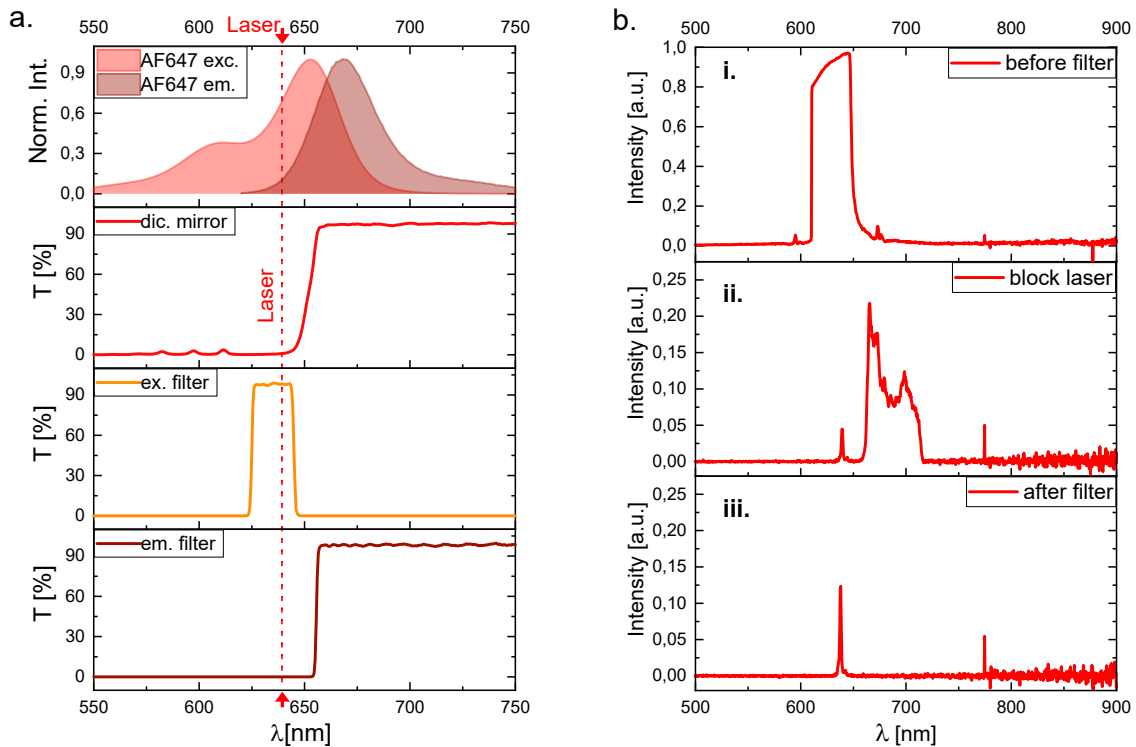 a.
Laser
550 600 650 700 750
AF647 exc.
AF647 em.
Norm. Int.
0,9
0,6
0,3
0,0
dic. mirror
T [%]
90
60
30
0
Laser
ex. filter
T [%]
90
60
30
0
em. filter
T [%]
90
60
30
0
550 600 650 700 750
λ[nm]
b.
500 600 700 800 900
i.
before filter
Intensity [a.u.]
1,0
0,8
0,6
0,4
0,2
0,0
ii.
block laser
Intensity [a.u.]
0,25
0,20
0,15
0,10
0,05
0,00
iii.
after filter
Intensity [a.u.]
0,25
0,20
0,15
0,10
0,05
0,00
500 600 700 800 900
λ [nm]